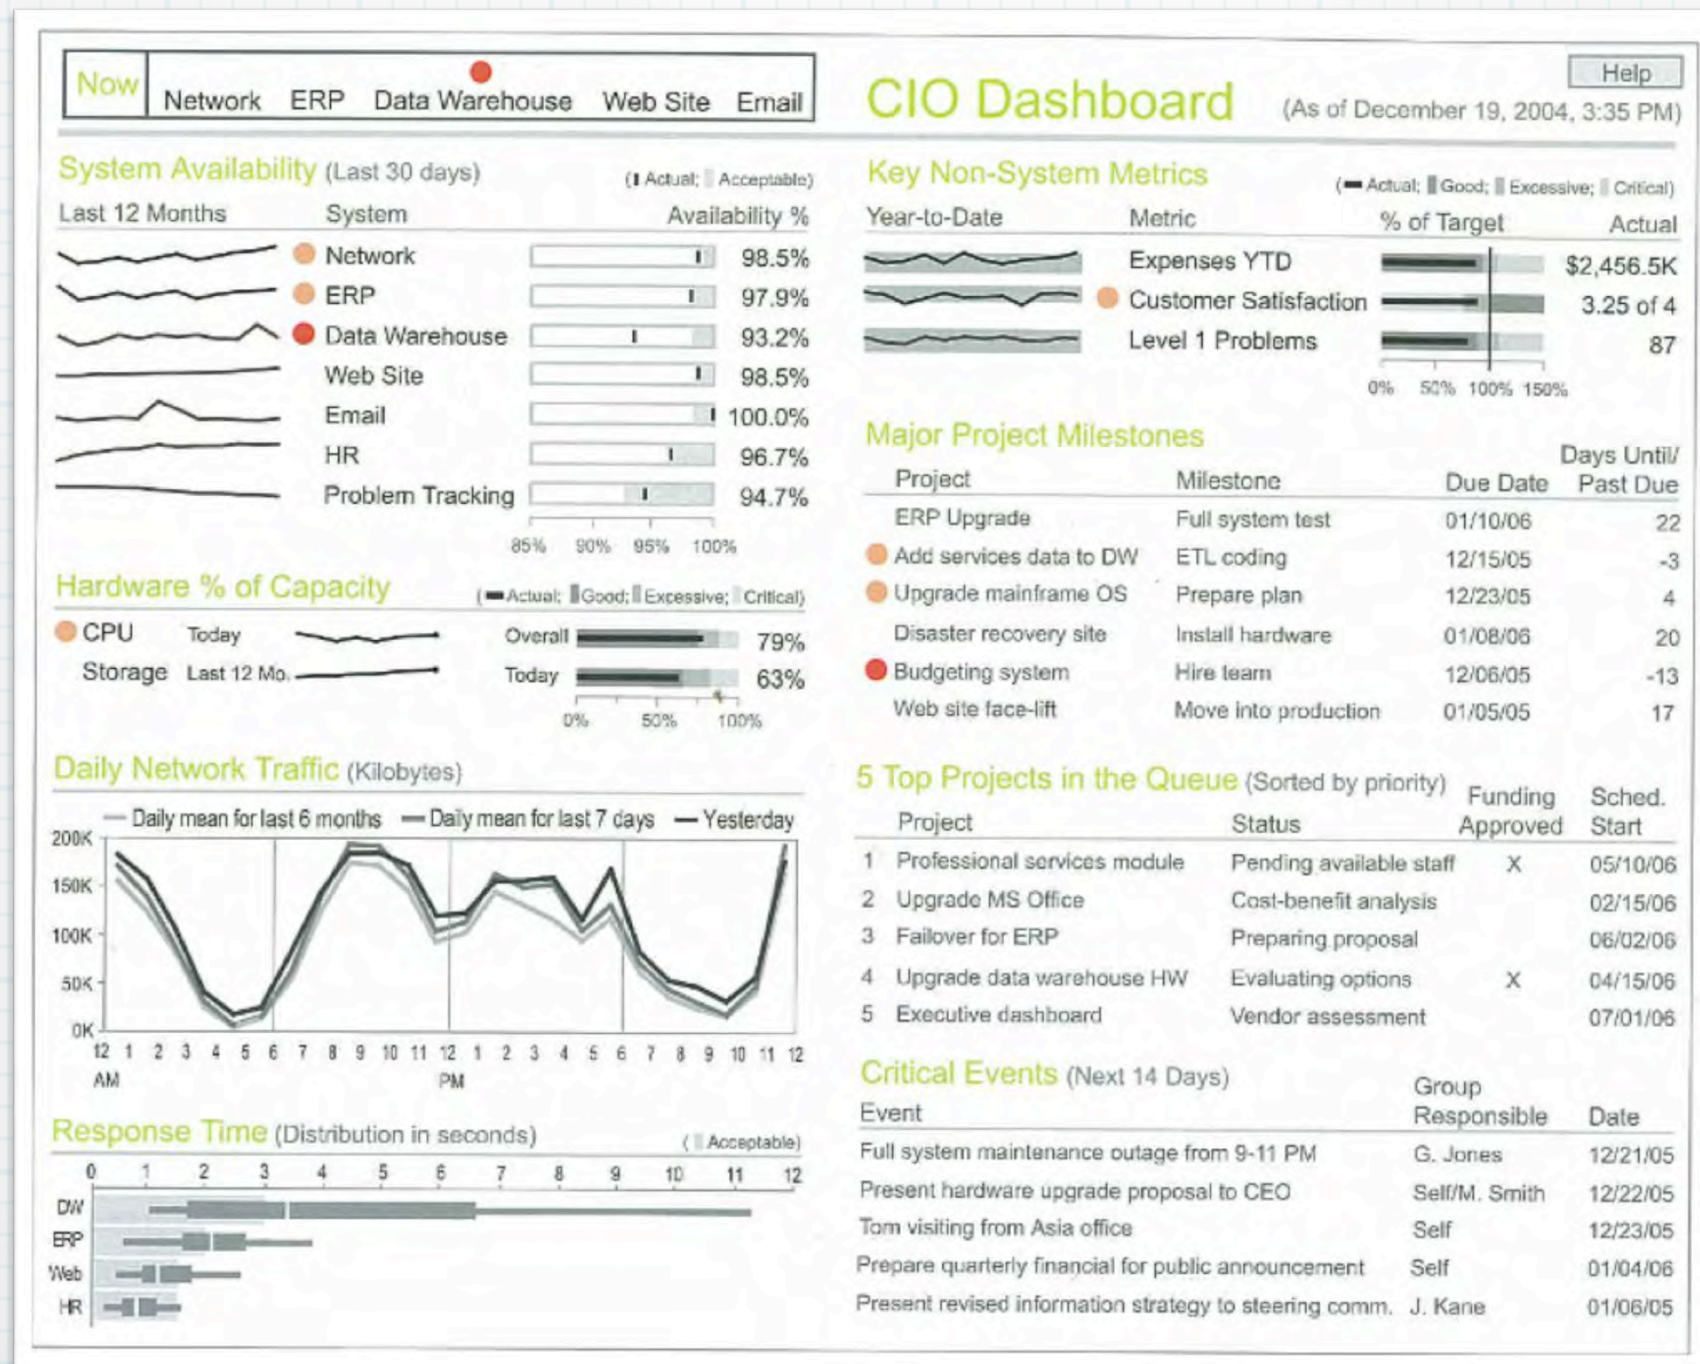 Now Network ERP Data Warehouse Web Site Email
CIO Dashboard (As of December 19, 2004, 3:35 PM)
Help
System Availability (Last 30 days) (Actual; Acceptable)
Last 12 Months System Availability %
Network 98.5%
ERP 97.9%
Data Warehouse 93.2%
Web Site 98.5%
Email 100.0%
HR 96.7%
Problem Tracking 94.7%
85% 90% 95% 100%
Hardware % of Capacity (Actual; Good; Excessive; Critical)
CPU Today Overall 79%
Storage Last 12 Mo. Today 63%
0% 50% 100%
Daily Network Traffic (Kilobytes)
Daily mean for last 6 months Daily mean for last 7 days Yesterday
200K
150K
100K
50K
0K
12 1 2 3 4 5 6 7 8 9 10 11 12 1 2 3 4 5 6 7 8 9 10 11 12
AM PM
Response Time (Distribution in seconds) (Acceptable)
0 1 2 3 4 5 6 7 8 9 10 11 12
DW
ERP
Web
HR
Key Non-System Metrics (Actual; Good; Excessive; Critical)
Year-to-Date Metric % of Target Actual
Expenses YTD $2,456.5K
Customer Satisfaction 3.25 of 4
Level 1 Problems 87
0% 50% 100% 150%
Major Project Milestones
Days Until/
Project Milestone Due Date Past Due
ERP Upgrade Full system test 01/10/06 22
Add services data to DW ETL coding 12/15/05 -3
Upgrade mainframe OS Prepare plan 12/23/05 4
Disaster recovery site Install hardware 01/08/06 20
Budgeting system Hire team 12/06/05 -13
Web site face-lift Move into production 01/05/05 17
5 Top Projects in the Queue (Sorted by priority)
Funding Sched.
Project Status Approved Start
1 Professional services module Pending available staff X 05/10/06
2 Upgrade MS Office Cost-benefit analysis 02/15/06
3 Failover for ERP Preparing proposal 06/02/06
4 Upgrade data warehouse HW Evaluating options X 04/15/06
5 Executive dashboard Vendor assessment 07/01/06
Critical Events (Next 14 Days)
Group
Event Responsible Date
Full system maintenance outage from 9-11 PM G. Jones 12/21/05
Present hardware upgrade proposal to CEO Self/M. Smith 12/22/05
Tom visiting from Asia office Self 12/23/05
Prepare quarterly financial for public announcement Self 01/04/06
Present revised information strategy to steering comm. J. Kane 01/06/05